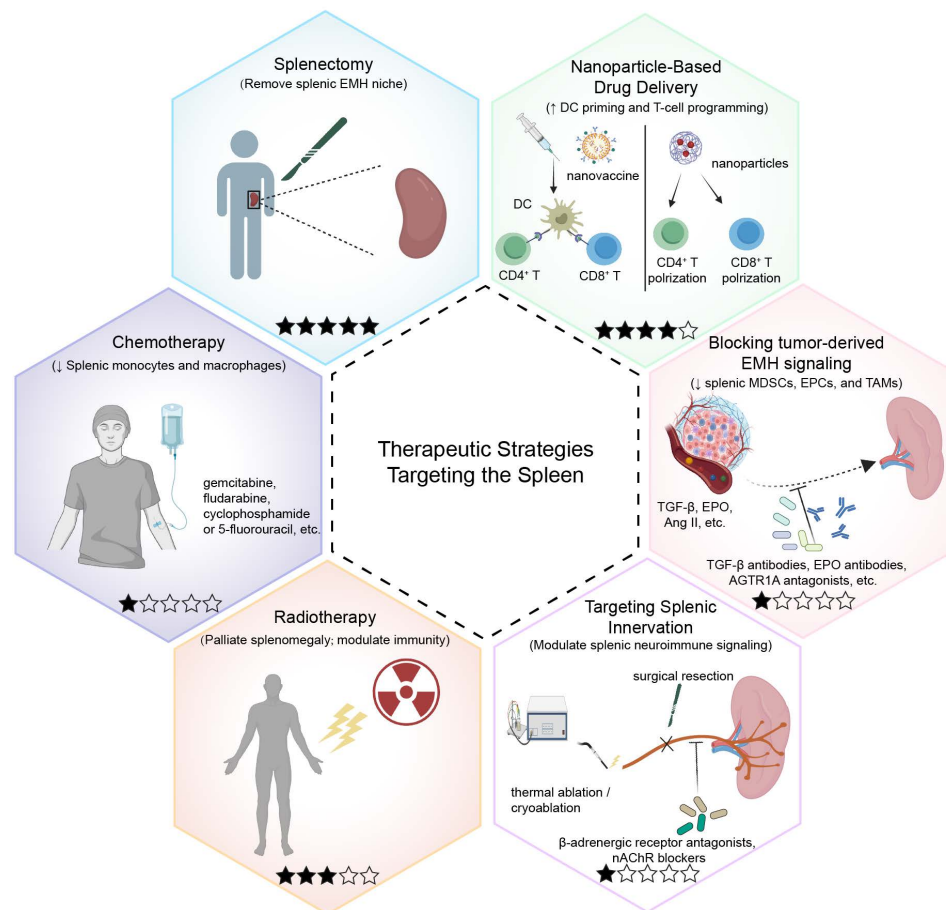 Splenectomy
(Remove splenic EMH niche)
Nanoparticle-Based
Drug Delivery
(↑ DC priming and T-cell programming)
nanovaccine
DC
CD4⁺ T
CD8⁺ T
nanoparticles
CD4⁺ T
polrization
CD8⁺ T
polrization
Chemotherapy
(↓ Splenic monocytes and macrophages)
gemcitabine,
fludarabine,
cyclophosphamide
or 5-fluorouracil, etc.
Therapeutic Strategies
Targeting the Spleen
Blocking tumor-derived
EMH signaling
(↓ splenic MDSCs, EPCs, and TAMs)
TGF-β, EPO,
Ang II, etc.
TGF-β antibodies, EPO antibodies,
AGTR1A antagonists, etc.
Radiotherapy
(Palliate splenomegaly; modulate immunity)
Targeting Splenic
Innervation
(Modulate splenic neuroimmune signaling)
surgical resection
thermal ablation /
cryoablation
β-adrenergic receptor antagonists,
nAChR blockers